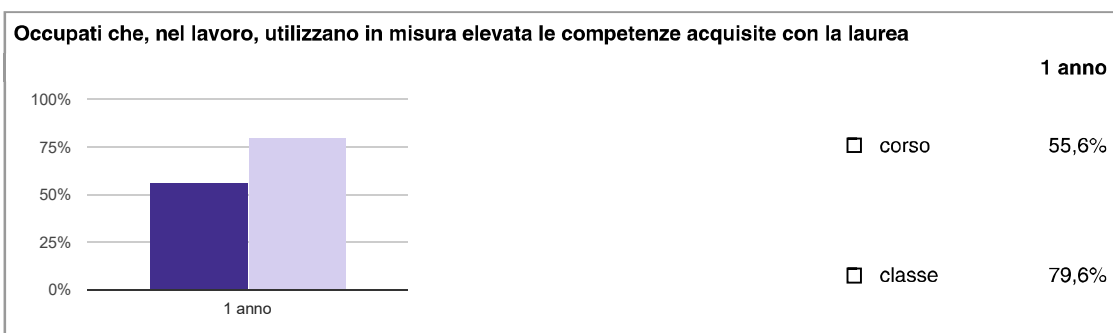 Occupati che, nel lavoro, utilizzano in misura elevata le competenze acquisite con la laurea
1 anno
100%
75%
50%
25%
0%
1 anno
corso 55,6%
classe 79,6%